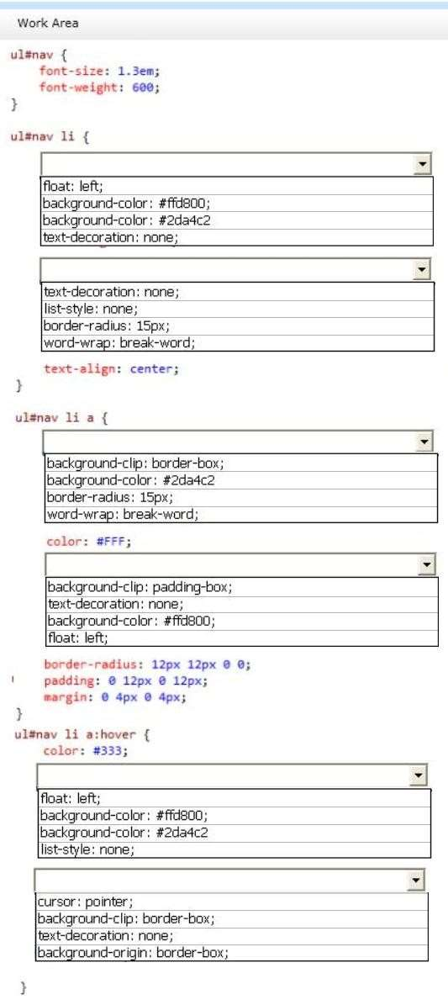 Work Area
ul#nav {
font-size: 1.3em;
font-weight: 600;
}
ul#nav li {
float: left;
background-color: #ffd800;
background-color: #2da4c2
text-decoration: none;
text-decoration: none;
list-style: none;
border-radius: 15px;
word-wrap: break-word;
text-align: center;
}
ul#nav li a {
background-clip: border-box;
background-color: #2da4c2
border-radius: 15px;
word-wrap: break-word;
color: #FFF;
background-clip: padding-box;
text-decoration: none;
background-color: #ffd800;
float: left;
border-radius: 12px 12px 0 0;
padding: 0 12px 0 12px;
margin: 0 4px 0 4px;
}
ul#nav li a:hover {
color: #333;
float: left;
background-color: #ffd800;
background-color: #2da4c2
list-style: none;
cursor: pointer;
background-clip: border-box;
text-decoration: none;
background-origin: border-box;
}